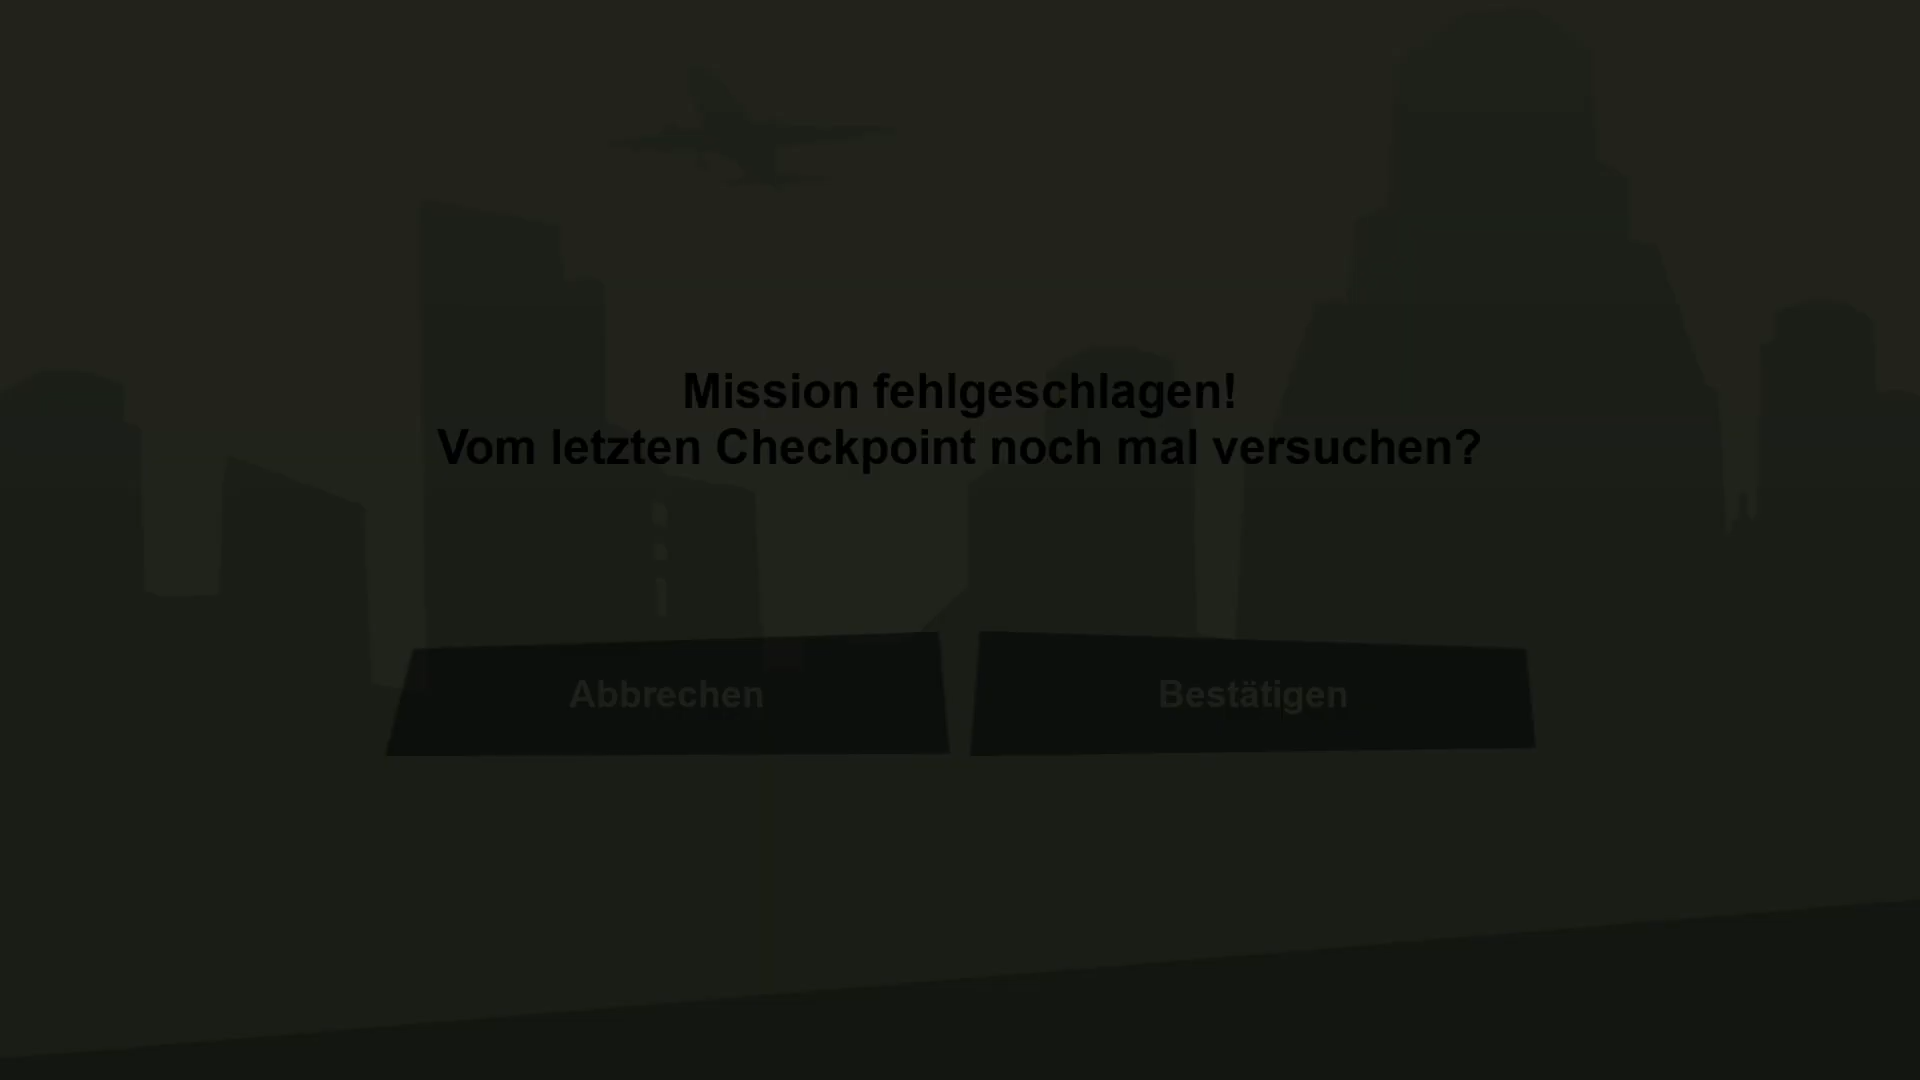 Mission fehlgeschlagen!
Vom letzten Checkpoint noch mal versuchen?
Abbrechen
Bestätigen